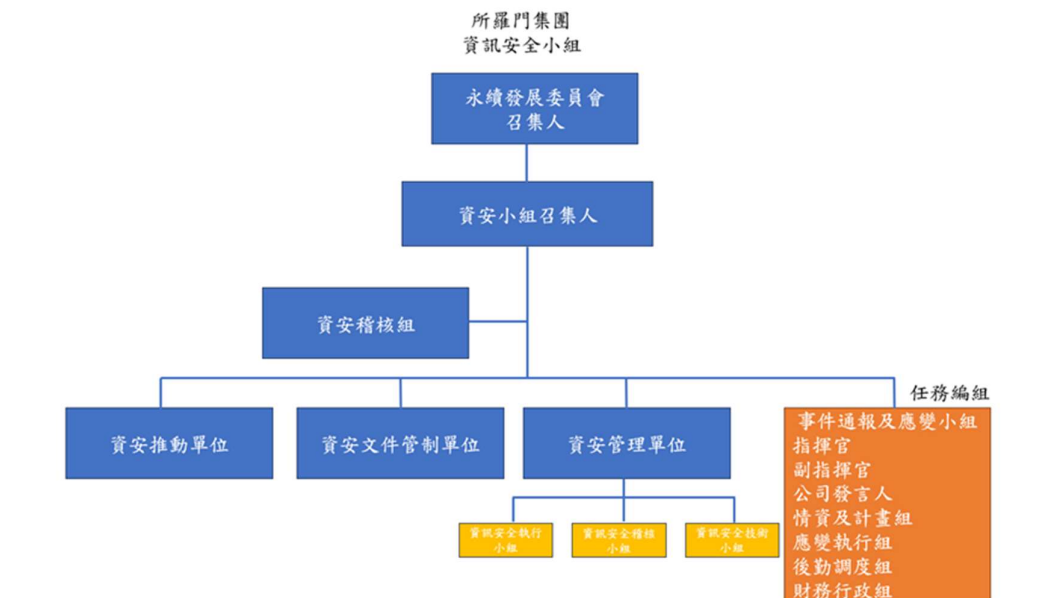 所羅門集團
資訊安全小組
永續發展委員會
召集人
資安小組召集人
資安稽核組
任務編組
資安推動單位
資安文件管制單位
資安管理單位
事件通報及應變小組
指揮官
副指揮官
公司發言人
情資及計畫組
應變執行組
後勤調度組
財務行政組
資訊安全執行
小組
資訊安全稽核
小組
資訊安全技術
小組